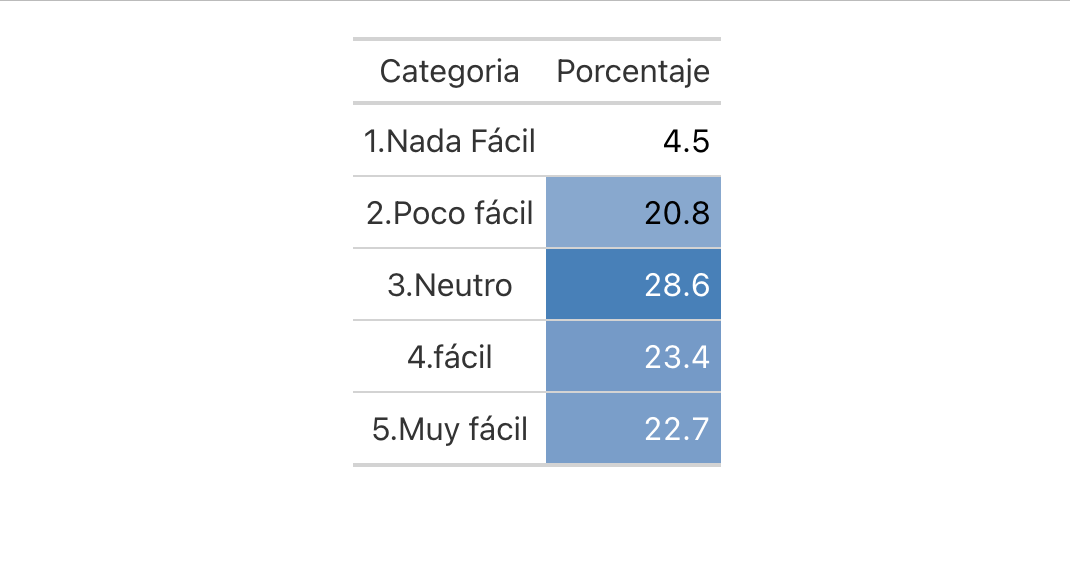 Categoria Porcentaje
1.Nada Fácil 4.5
2.Poco fácil 20.8
3.Neutro 28.6
4.fácil 23.4
5.Muy fácil 22.7